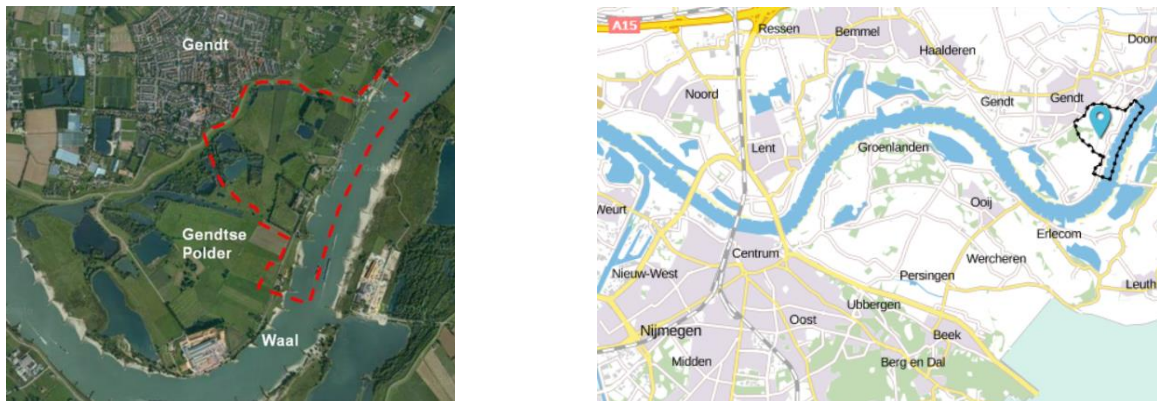 Gendt
Gendtse
Polder
Waal
A15
Ressen
Bemmel
Haalderen
Doorn
Noord
Gendt
Gendt
Lent
Groenlanden
Weurt
Ooij
Erlecom
Centrum
Wercheren
Nieuw-West
Persingen
Leuth
Ubbergen
Oost
Beek
Nijmegen
Midden
Berg en Dal